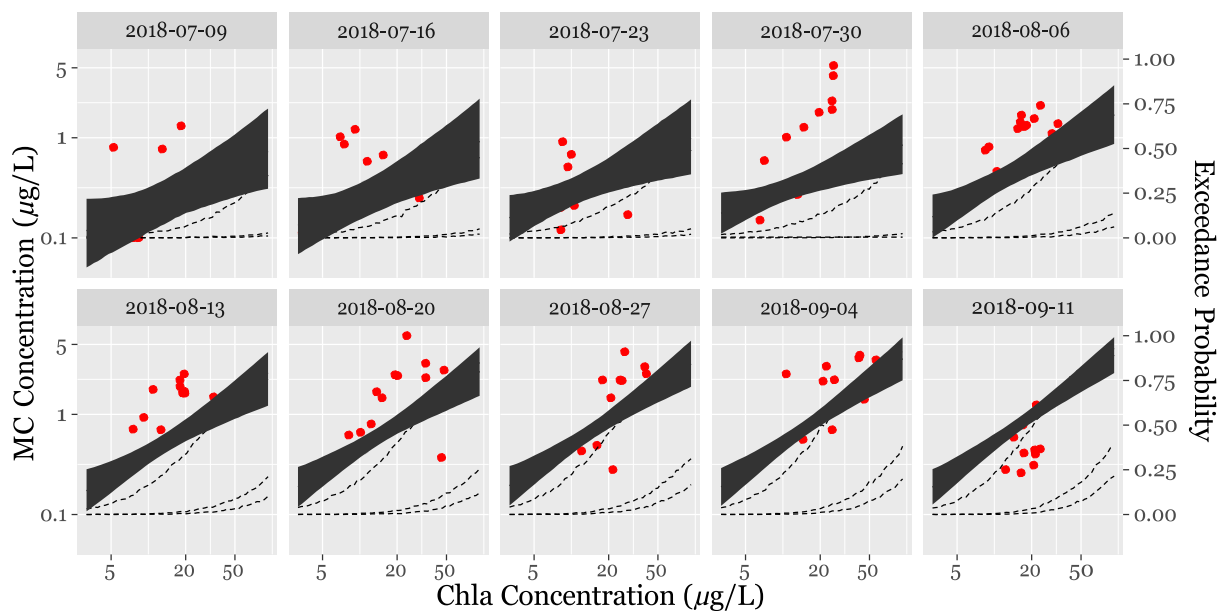 2018-07-09 2018-07-16 2018-07-23 2018-07-30 2018-08-06
5
1
0.1
1.00
0.75
0.50
0.25
0.00
2018-08-13 2018-08-20 2018-08-27 2018-09-04 2018-09-11
5
1
0.1
1.00
0.75
0.50
0.25
0.00
5 20 50 5 20 50 5 20 50 5 20 50 5 20 50
MC Concentration (μg/L)
Exceedance Probability
Chla Concentration (μg/L)